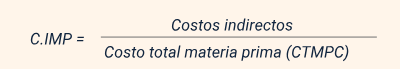 Costos indirectos
C.IMP =
Costo total materia prima (CTMPC)